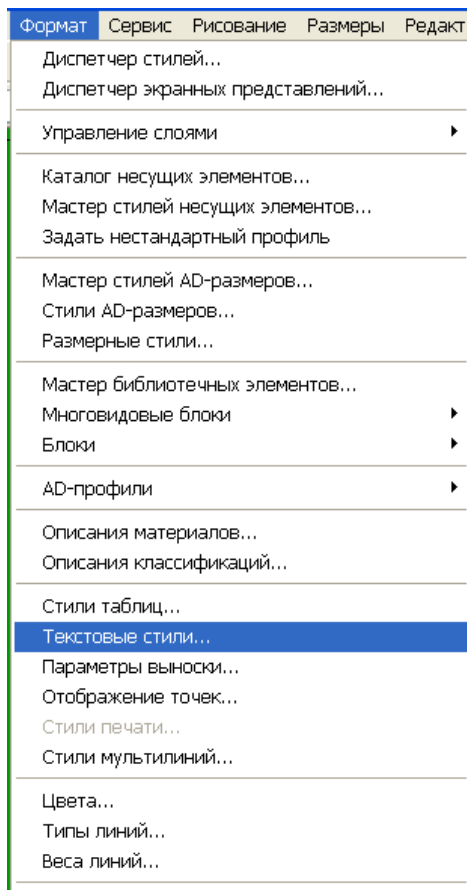 Формат Сервис Рисование Размеры Редакт
Диспетчер стилей...
Диспетчер экранных представлений...
Управление слоями
Каталог несущих элементов...
Мастер стилей несущих элементов...
Задать нестандартный профиль
Мастер стилей AD-размеров...
Стили AD-размеров...
Размерные стили...
Мастер библиотечных элементов...
Многовидовые блоки
Блоки
AD-профили
Описания материалов...
Описания классификаций...
Стили таблиц...
Текстовые стили...
Параметры выноски...
Отображение точек...
Стили печати...
Стили мультилиний...
Цвета...
Типы линий...
Веса линий...